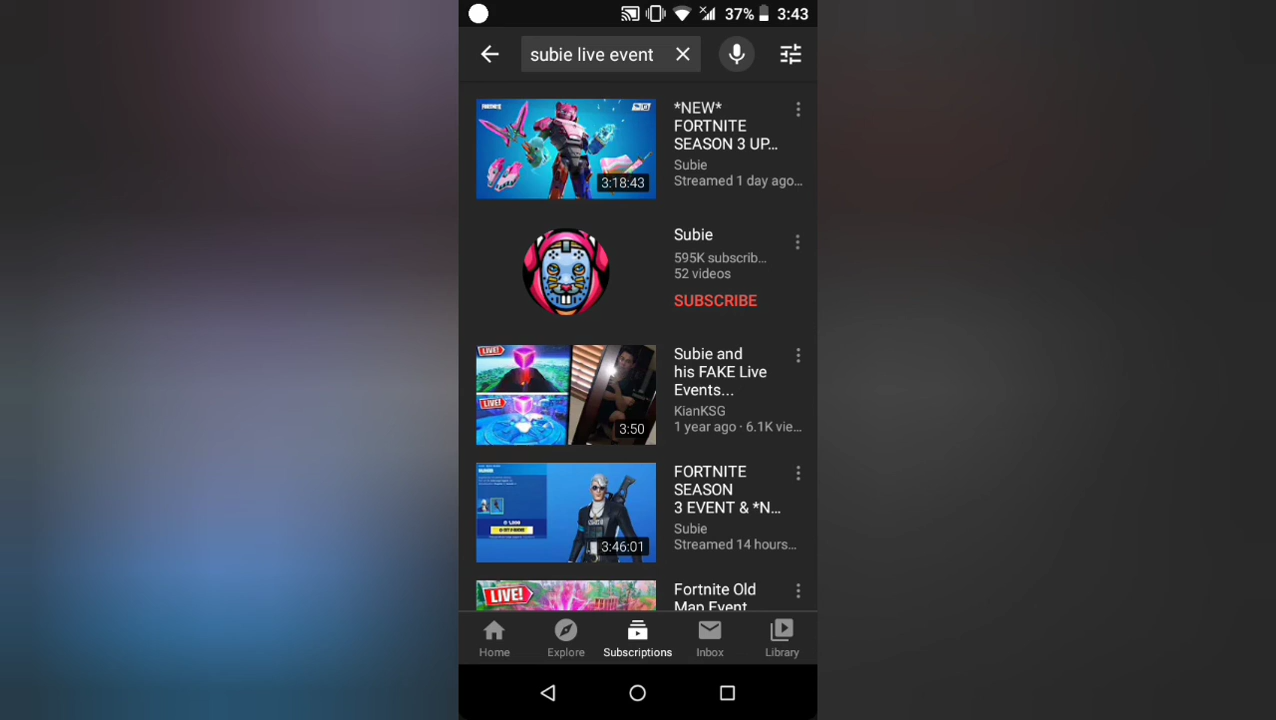 37% 3:43
subie live event
*NEW*
FORTNITE
SEASON 3 UP...
Subie
Streamed 1 day ago...
3:18:43
Subie
595K subscrib...
52 videos
SUBSCRIBE
LIVE!
LIVE!
3:50
Subie and
his FAKE Live
Events...
KianKSG
1 year ago · 6.1K vie...
3:46:01
FORTNITE
SEASON
3 EVENT & *N...
Subie
Streamed 14 hours...
LIVE!
Fortnite Old
Map Event
Home
Explore
Subscriptions
Inbox
Library